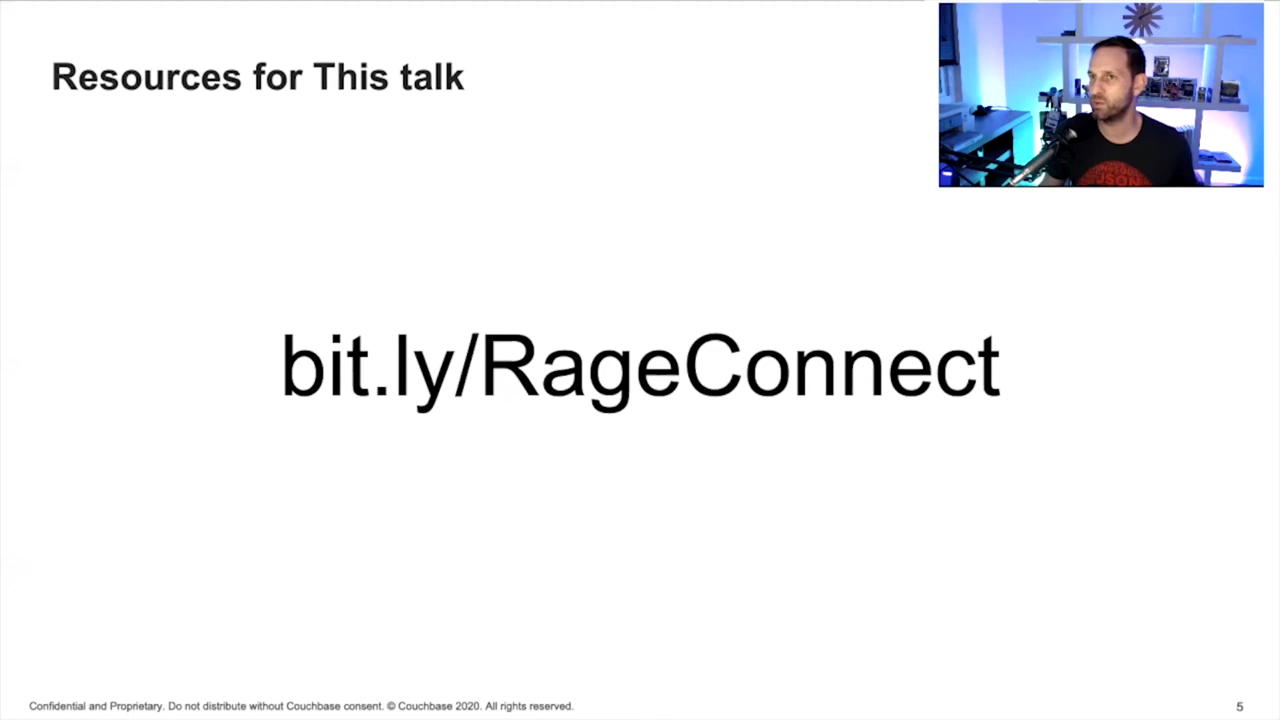 Resources for This talk
JSON
bit.ly/RageConnect
Confidential and Proprietary. Do not distribute without Couchbase consent. © Couchbase 2020. All rights reserved.
5